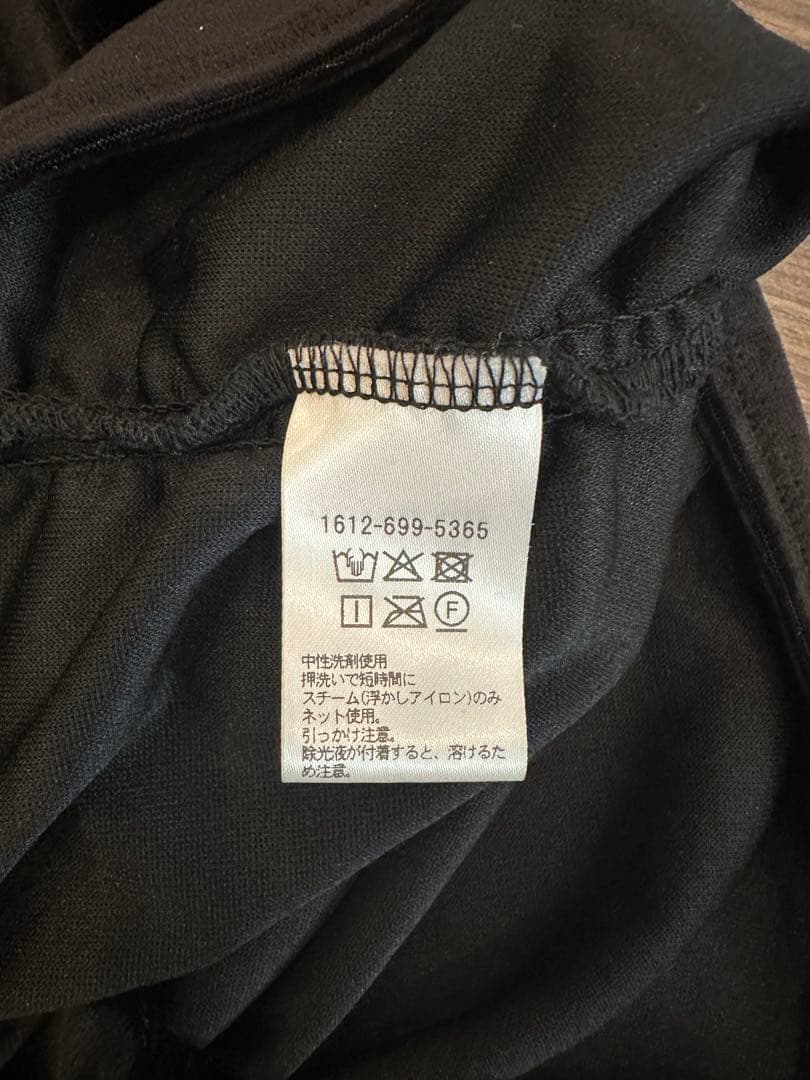 1612-699-5365
F
中性洗剤使用
押洗いで短時間に
スチーム(浮かしアイロン)のみ
ネット使用。
引っかけ注意。
除光液が付着すると、溶けるた
め注意。